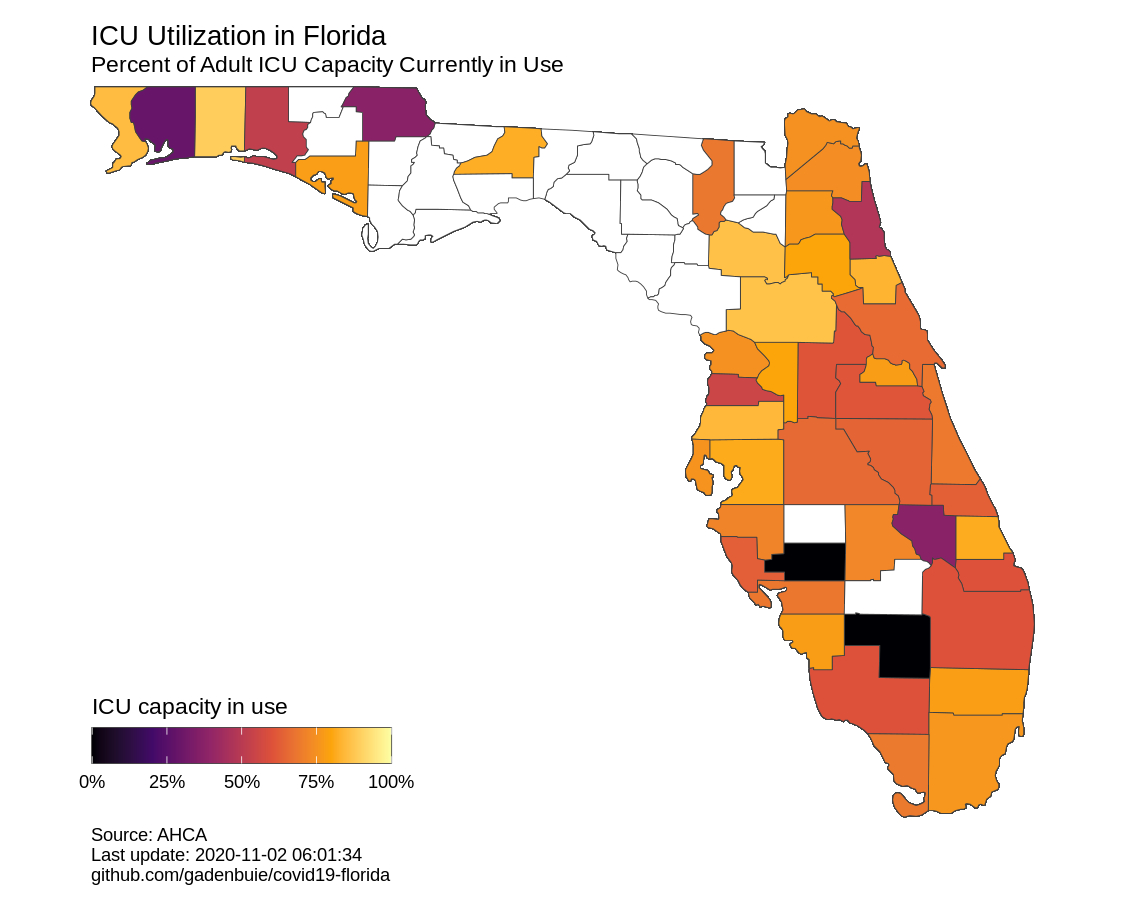 ICU Utilization in Florida
Percent of Adult ICU Capacity Currently in Use
ICU capacity in use
0% 25% 50% 75% 100%
Source: AHCA
Last update: 2020-11-02 06:01:34
github.com/gadenbuie/covid19-florida